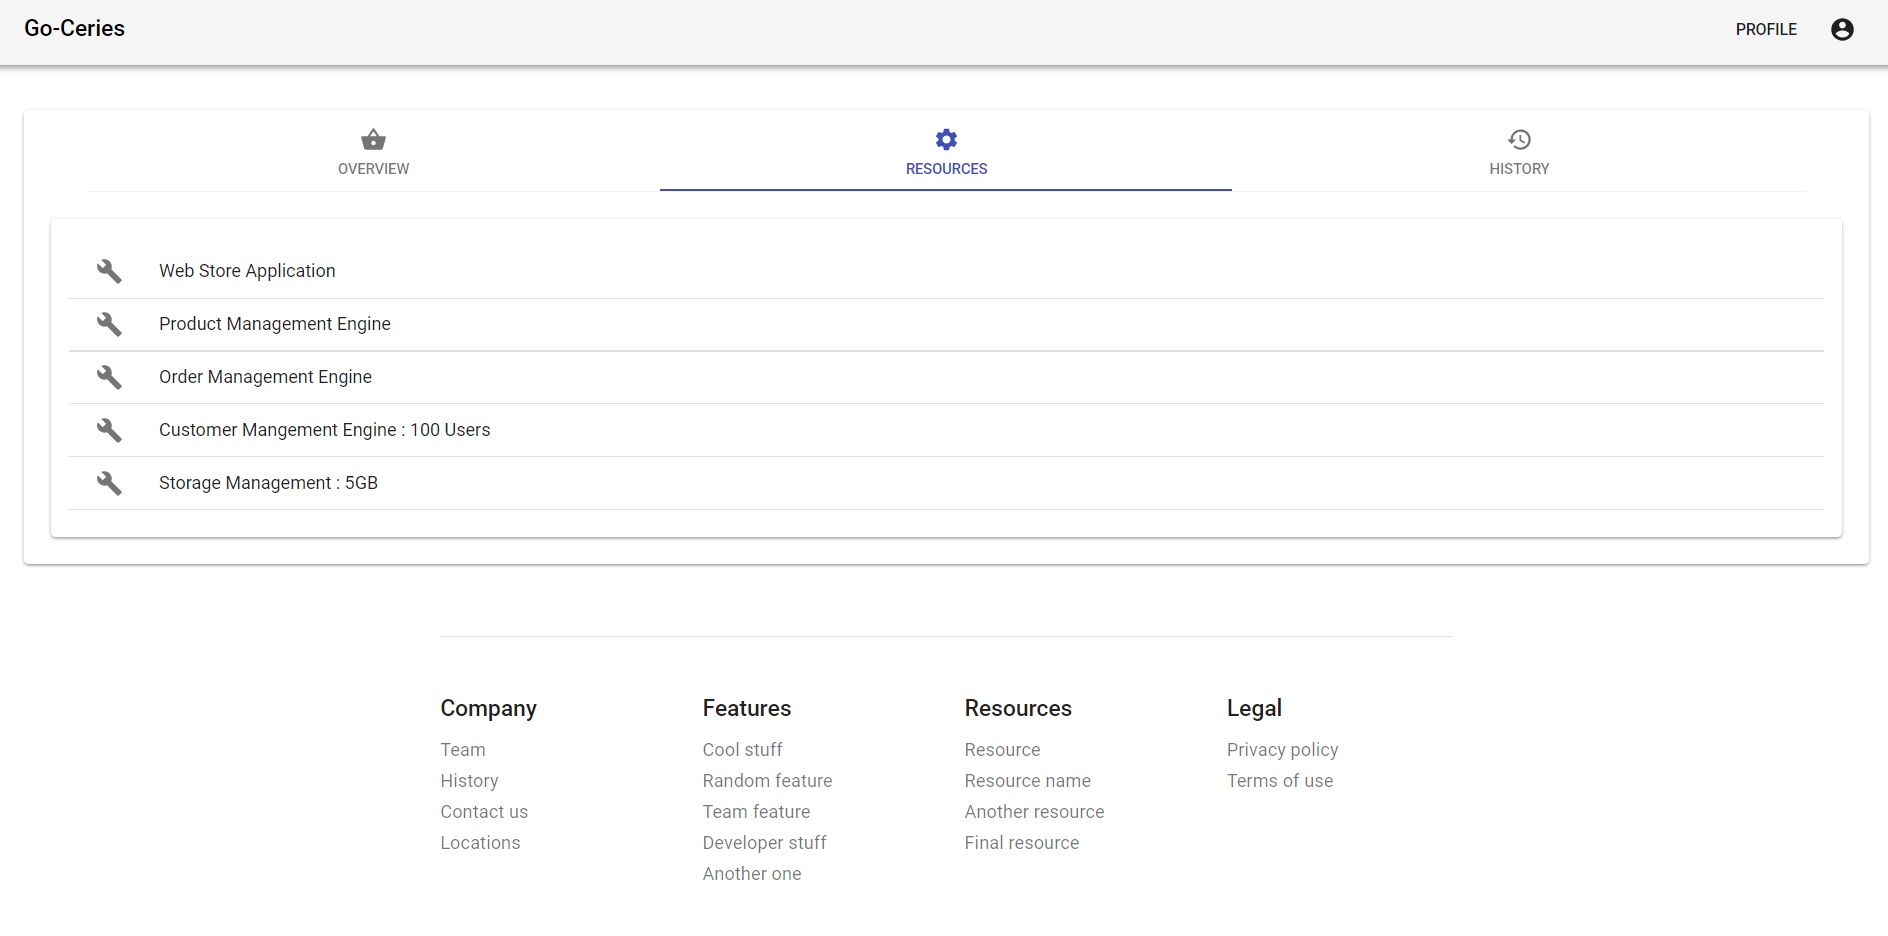 Go-Ceries
PROFILE
OVERVIEW
RESOURCES
HISTORY
Web Store Application
Product Management Engine
Order Management Engine
Customer Mangement Engine : 100 Users
Storage Management : 5GB
Company
Team
History
Contact us
Locations
Features
Cool stuff
Random feature
Team feature
Developer stuff
Another one
Resources
Resource
Resource name
Another resource
Final resource
Legal
Privacy policy
Terms of use